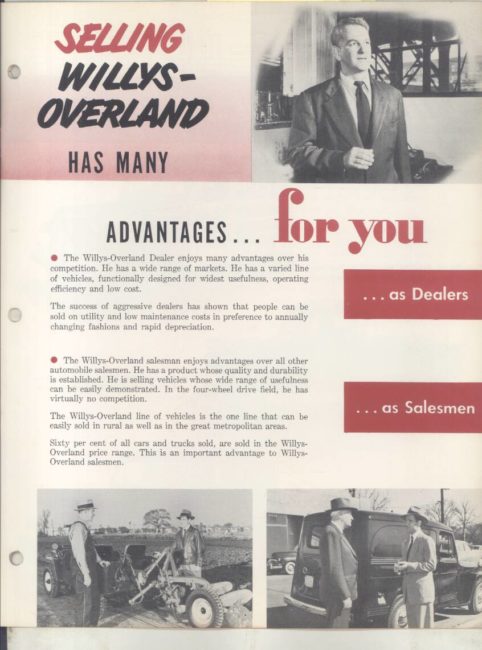 SELLING
WILLYS-
OVERLAND
HAS MANY
ADVANTAGES... for you
● The Willys-Overland Dealer enjoys many advantages over his
competition. He has a wide range of markets. He has a varied line
of vehicles, functionally designed for widest usefulness, operating
efficiency and low cost.
The success of aggressive dealers has shown that people can be
sold on utility and low maintenance costs in preference to annually
changing fashions and rapid depreciation.
...as Dealers
● The Willys-Overland salesman enjoys advantages over all other
automobile salesmen. He has a product whose quality and durability
is established. He is selling vehicles whose wide range of usefulness
can be easily demonstrated. In the four-wheel drive field, he has
virtually no competition.
The Willys-Overland line of vehicles is the one line that can be
easily sold in rural as well as in the great metropolitan areas.
Sixty per cent of all cars and trucks sold, are sold in the Willys-
Overland price range. This is an important advantage to Willys-
Overland salesmen.
...as Salesmen